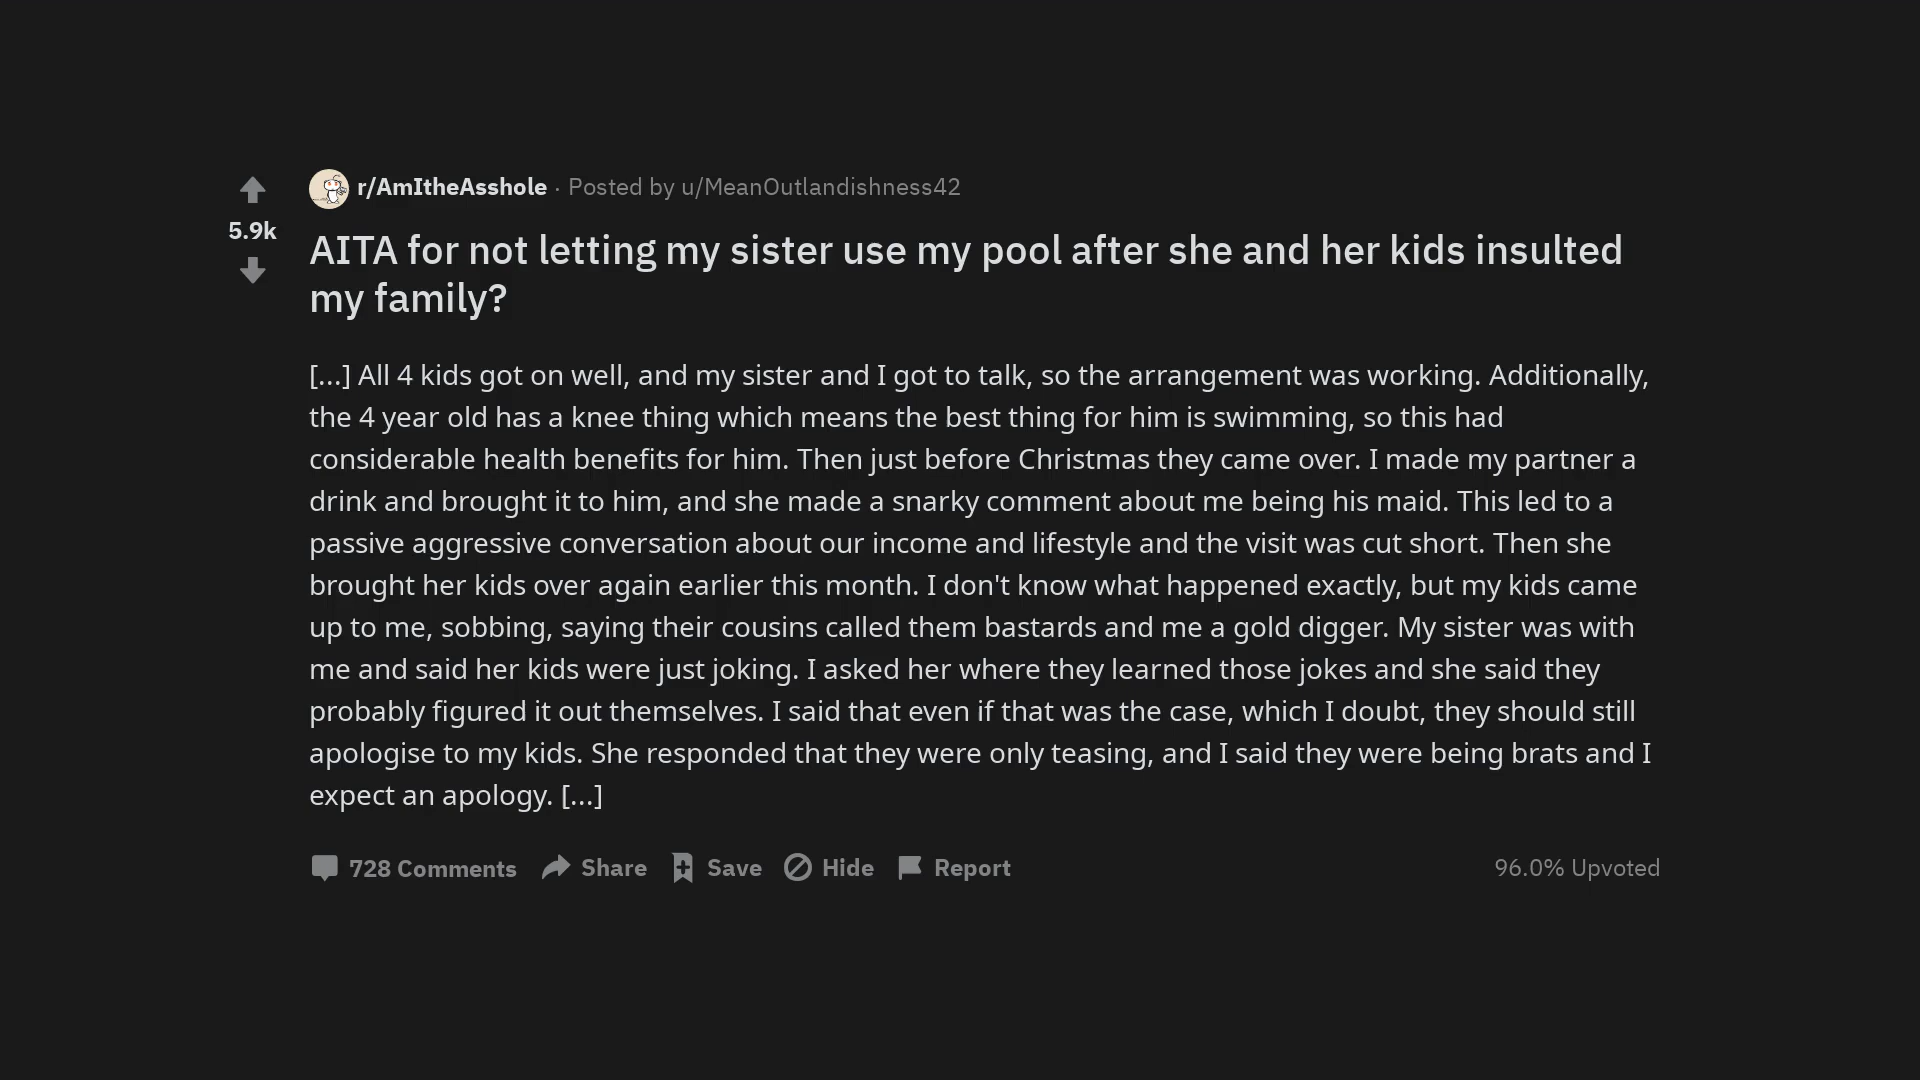 r/AmItheAsshole · Posted by u/MeanOutlandishness42
5.9k
AITA for not letting my sister use my pool after she and her kids insulted
my family?
[...] All 4 kids got on well, and my sister and I got to talk, so the arrangement was working. Additionally,
the 4 year old has a knee thing which means the best thing for him is swimming, so this had
considerable health benefits for him. Then just before Christmas they came over. I made my partner a
drink and brought it to him, and she made a snarky comment about me being his maid. This led to a
passive aggressive conversation about our income and lifestyle and the visit was cut short. Then she
brought her kids over again earlier this month. I don't know what happened exactly, but my kids came
up to me, sobbing, saying their cousins called them bastards and me a gold digger. My sister was with
me and said her kids were just joking. I asked her where they learned those jokes and she said they
probably figured it out themselves. I said that even if that was the case, which I doubt, they should still
apologise to my kids. She responded that they were only teasing, and I said they were being brats and I
expect an apology. [...]
728 Comments Share Save Hide Report 96.0% Upvoted